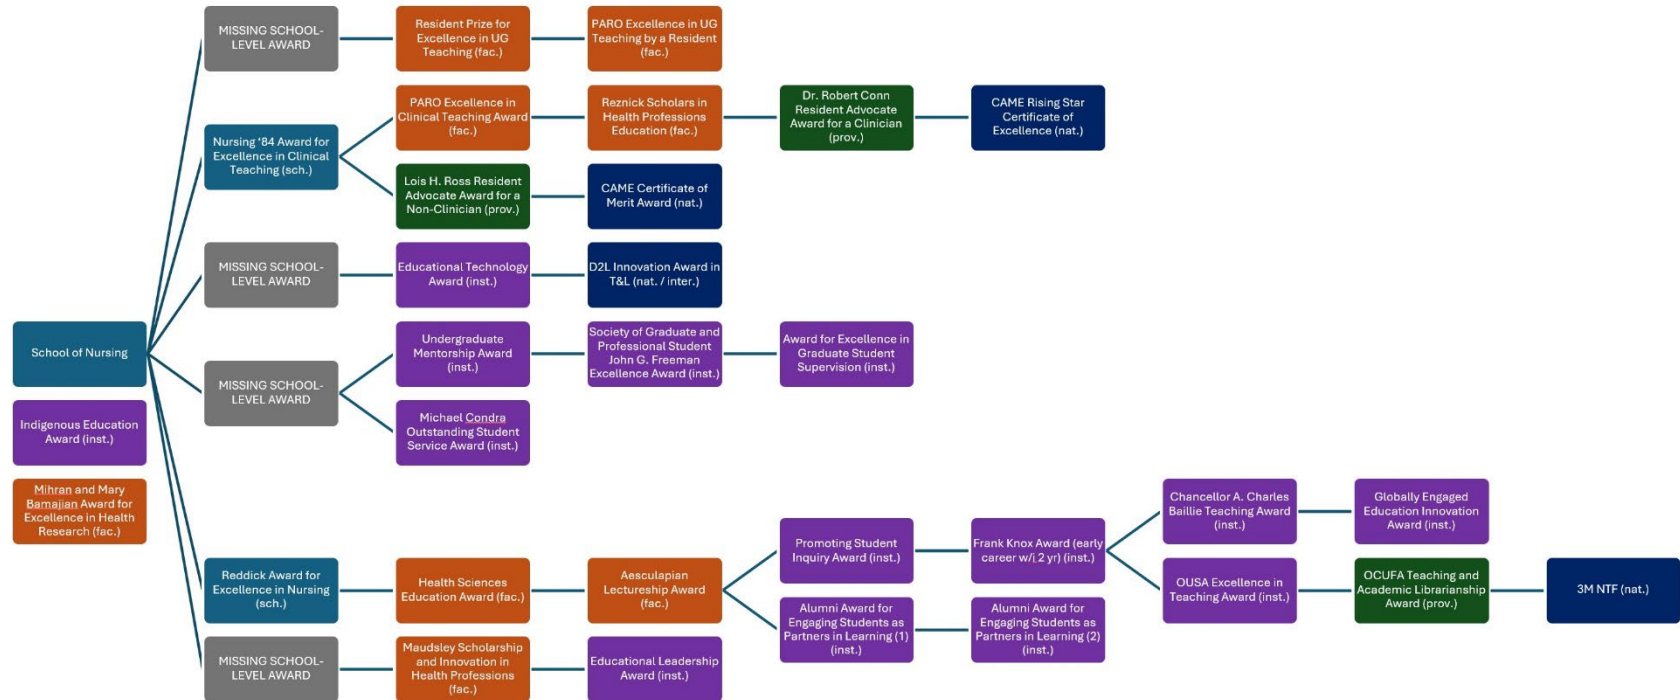 MISSING SCHOOL-
LEVEL AWARD
Resident Prize for
Excellence in UG
Teaching (fac.)
PARO Excellence in UG
Teaching by a Resident
(fac.)
Nursing ‘84 Award for
Excellence in Clinical
Teaching (sch.)
PARO Excellence in
Clinical Teaching Award
(fac.)
Reznick Scholars in
Health Professions
Education (fac.)
Dr. Robert Conn
Resident Advocate
Award for a Clinician
(prov.)
CAME Rising Star
Certificate of
Excellence (nat.)
Lois H. Ross Resident
Advocate Award for a
Non-Clinician (prov.)
CAME Certificate of
Merit Award (nat.)
MISSING SCHOOL-
LEVEL AWARD
Educational Technology
Award (inst.)
D2L Innovation Award in
T&L (nat. / inter.)
School of Nursing
MISSING SCHOOL-
LEVEL AWARD
Undergraduate
Mentorship Award
(inst.)
Society of Graduate and
Professional Student
John G. Freeman
Excellence Award (inst.)
Award for Excellence in
Graduate Student
Supervision (inst.)
Michael Condra
Outstanding Student
Service Award (inst.)
Indigenous Education
Award (inst.)
Mihran and Mary
Bamajian Award for
Excellence in Health
Research (fac.)
Reddick Award for
Excellence in Nursing
(sch.)
Health Sciences
Education Award (fac.)
Aesculapian
Lectureship Award
(fac.)
Promoting Student
Inquiry Award (inst.)
Frank Knox Award (early
career w/i 2 yr) (inst.)
Chancellor A. Charles
Baillie Teaching Award
(inst.)
Globally Engaged
Education Innovation
Award (inst.)
OUSA Excellence in
Teaching Award (inst.)
OCUFA Teaching and
Academic Librarianship
Award (prov.)
3M NTF (nat.)
Alumni Award for
Engaging Students as
Partners in Learning (1)
(inst.)
Alumni Award for
Engaging Students as
Partners in Learning (2)
(inst.)
MISSING SCHOOL-
LEVEL AWARD
Maudsley Scholarship
and Innovation in
Health Professions
(fac.)
Educational Leadership
Award (inst.)